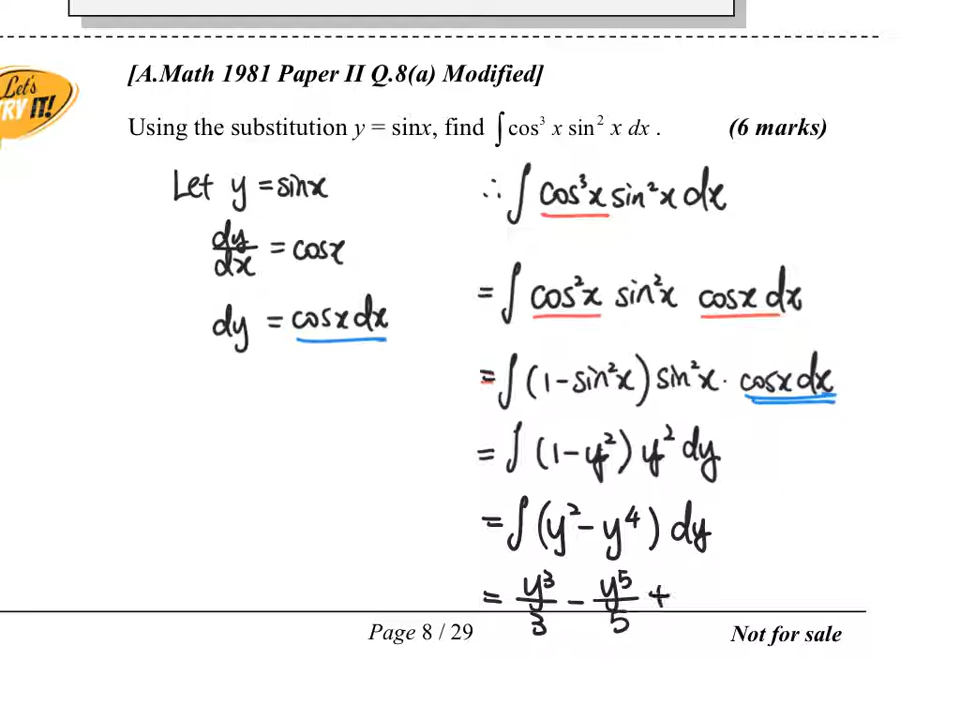 Let's
TRY IT!
[A.Math 1981 Paper II Q.8(a) Modified]
Using the substitution y = sinx, find ∫cos³ x sin² x dx . (6 marks)
Let y = sinx
dy/dx = cosx
dy = cosx dx
∴ ∫ cos³x sin²x dx
= ∫ cos²x sin²x cosx dx
= ∫ (1-sin²x) sin²x · cosx dx
= ∫ (1-y²) y² dy
= ∫ (y² - y⁴) dy
= y³/3 - y⁵/5 +
Page 8 / 29
Not for sale